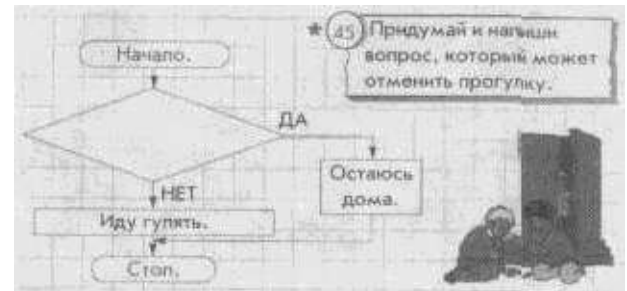 * 45 Придумай и напиши
вопрос, который может
отменить прогулку.
Начало.
ДА
Остаюсь
дома.
НЕТ
Иду гулять.
Стоп.